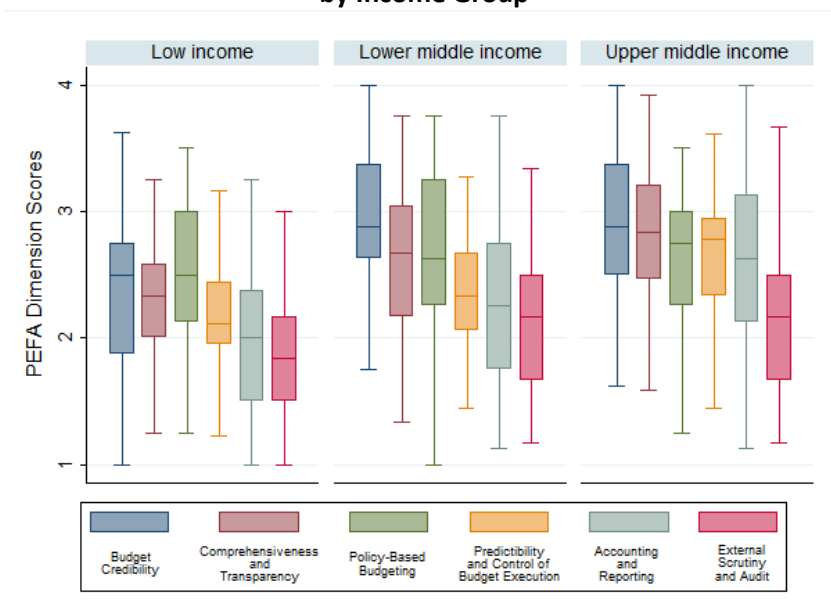 by Income Group
Low income
Lower middle income
Upper middle income
PEFA Dimension Scores
4
3
2
1
Budget
Credibility
Comprehensiveness
and
Transparency
Policy-Based
Budgeting
Predictibility
and Control of
Budget Execution
Accounting
and
Reporting
External
Scrutiny
and Audit